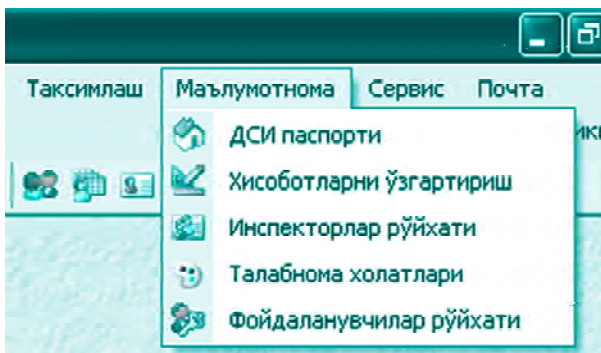 Таксимлаш Маълумотнома Сервис Почта
ДСИ паспорти
Хисоботларни ўзгартириш
Инспекторлар рўйхати
Талабнома холатлари
Фойдаланувчилар рўйхати